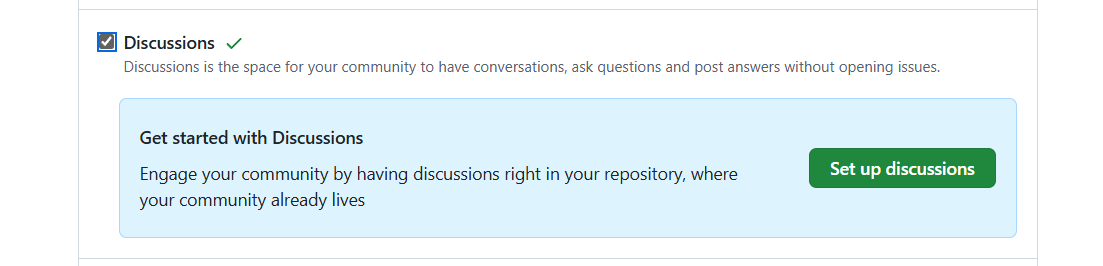 Discussions
Discussions is the space for your community to have conversations, ask questions and post answers without opening issues.
Get started with Discussions
Engage your community by having discussions right in your repository, where
your community already lives
Set up discussions